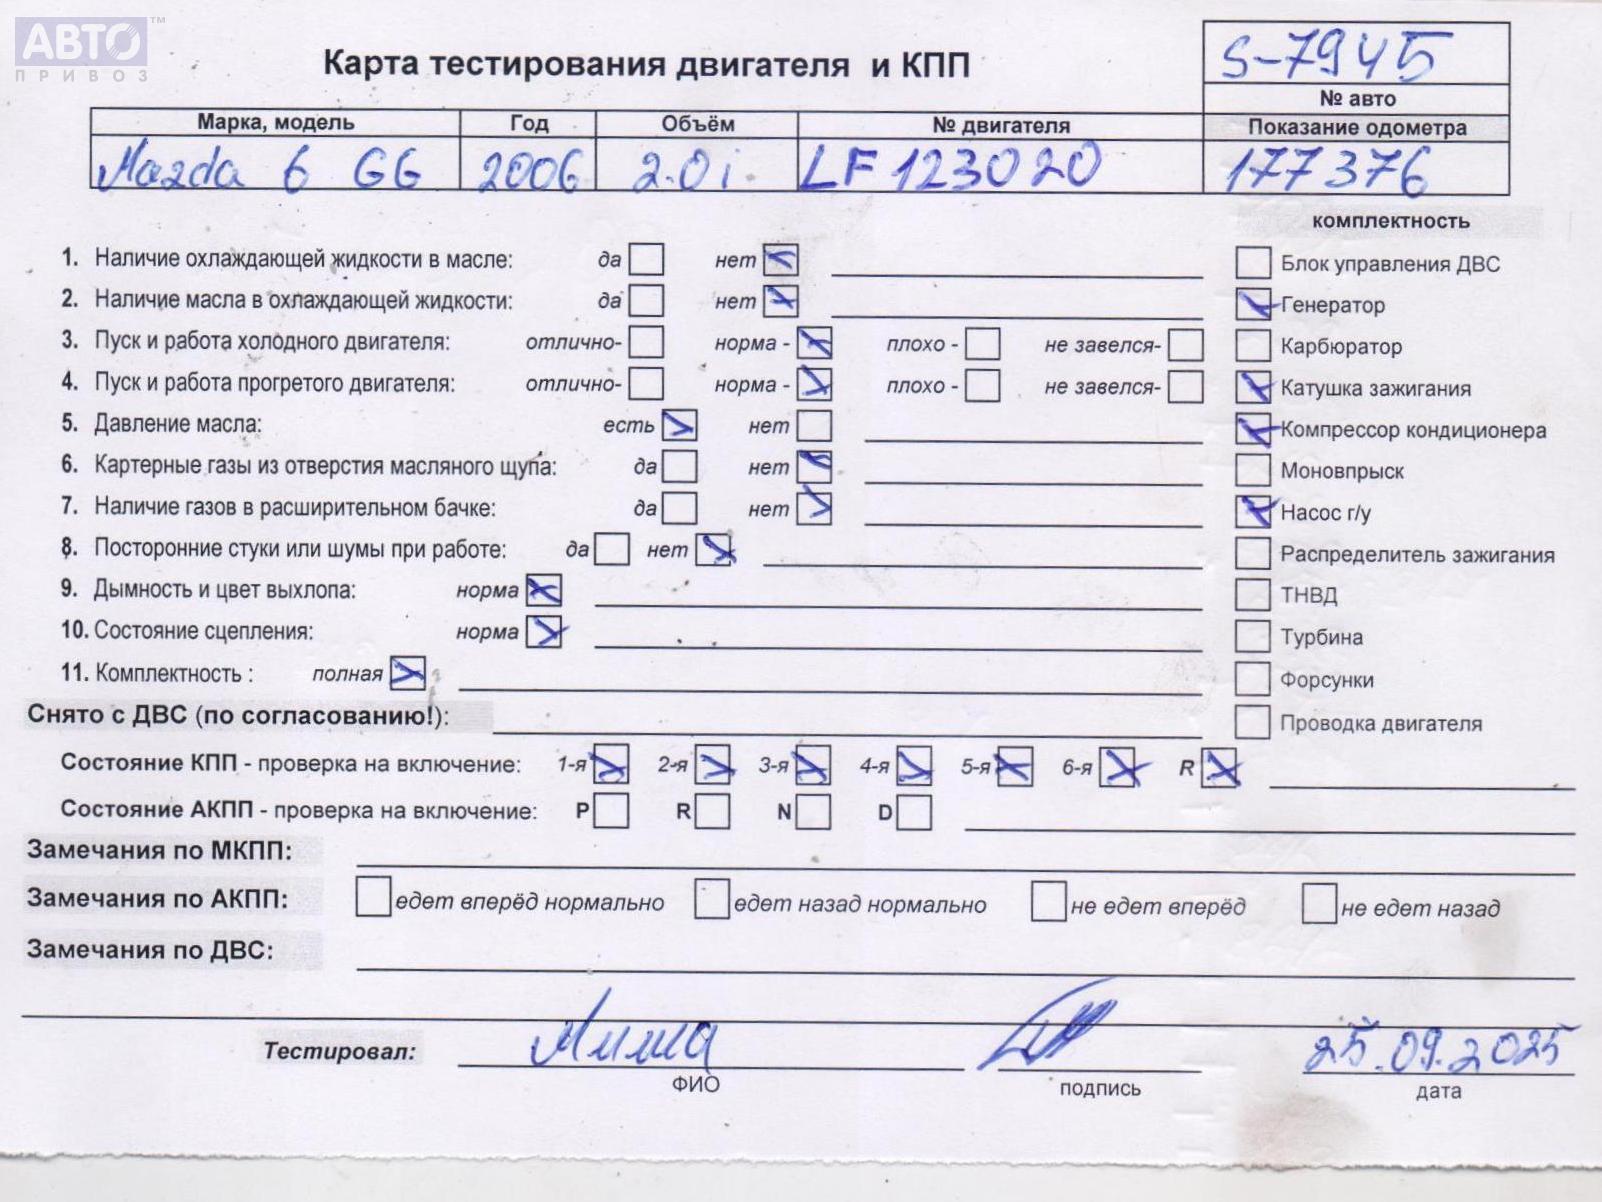 АВТО™
ПРИВОЗ
Карта тестирования двигателя и КПП
S-7945
№ авто
Марка, модель Год Объём № двигателя Показание одометра
Mazda 6 GG 2006 2.0i LF 123020 177376
комплектность
1. Наличие охлаждающей жидкости в масле: да нет Блок управления ДВС
2. Наличие масла в охлаждающей жидкости: да нет Генератор
3. Пуск и работа холодного двигателя: отлично- норма - плохо - не завелся- Карбюратор
4. Пуск и работа прогретого двигателя: отлично- норма - плохо - не завелся- Катушка зажигания
5. Давление масла: есть нет Компрессор кондиционера
6. Картерные газы из отверстия масляного щупа: да нет Моновпрыск
7. Наличие газов в расширительном бачке: да нет Насос г/у
8. Посторонние стуки или шумы при работе: да нет Распределитель зажигания
9. Дымность и цвет выхлопа: норма ТНВД
10. Состояние сцепления: норма Турбина
11. Комплектность : полная Форсунки
Снято с ДВС (по согласованию!): Проводка двигателя
Состояние КПП - проверка на включение: 1-я 2-я 3-я 4-я 5-я 6-я R
Состояние АКПП - проверка на включение: P R N D
Замечания по МКПП:
Замечания по АКПП: едет вперёд нормально едет назад нормально не едет вперёд не едет назад
Замечания по ДВС:
Тестировал: Миша 25.09.2025
ФИО подпись дата